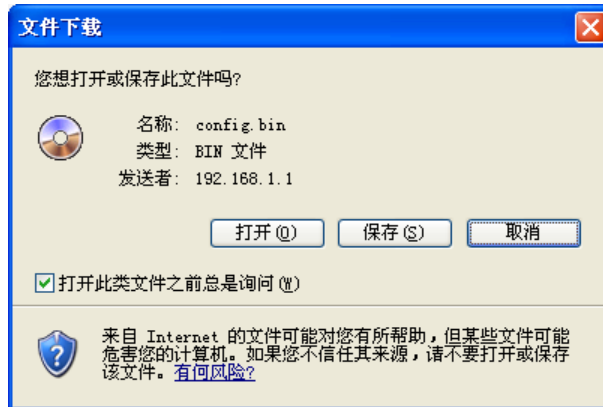 文件下载
您想打开或保存此文件吗?
名称: config.bin
类型: BIN 文件
发送者: 192.168.1.1
打开(O) 保存(S) 取消
打开此类文件之前总是询问(W)
来自 Internet 的文件可能对您有所帮助，但某些文件可能
危害您的计算机。如果您不信任其来源，请不要打开或保存
该文件。有何风险?